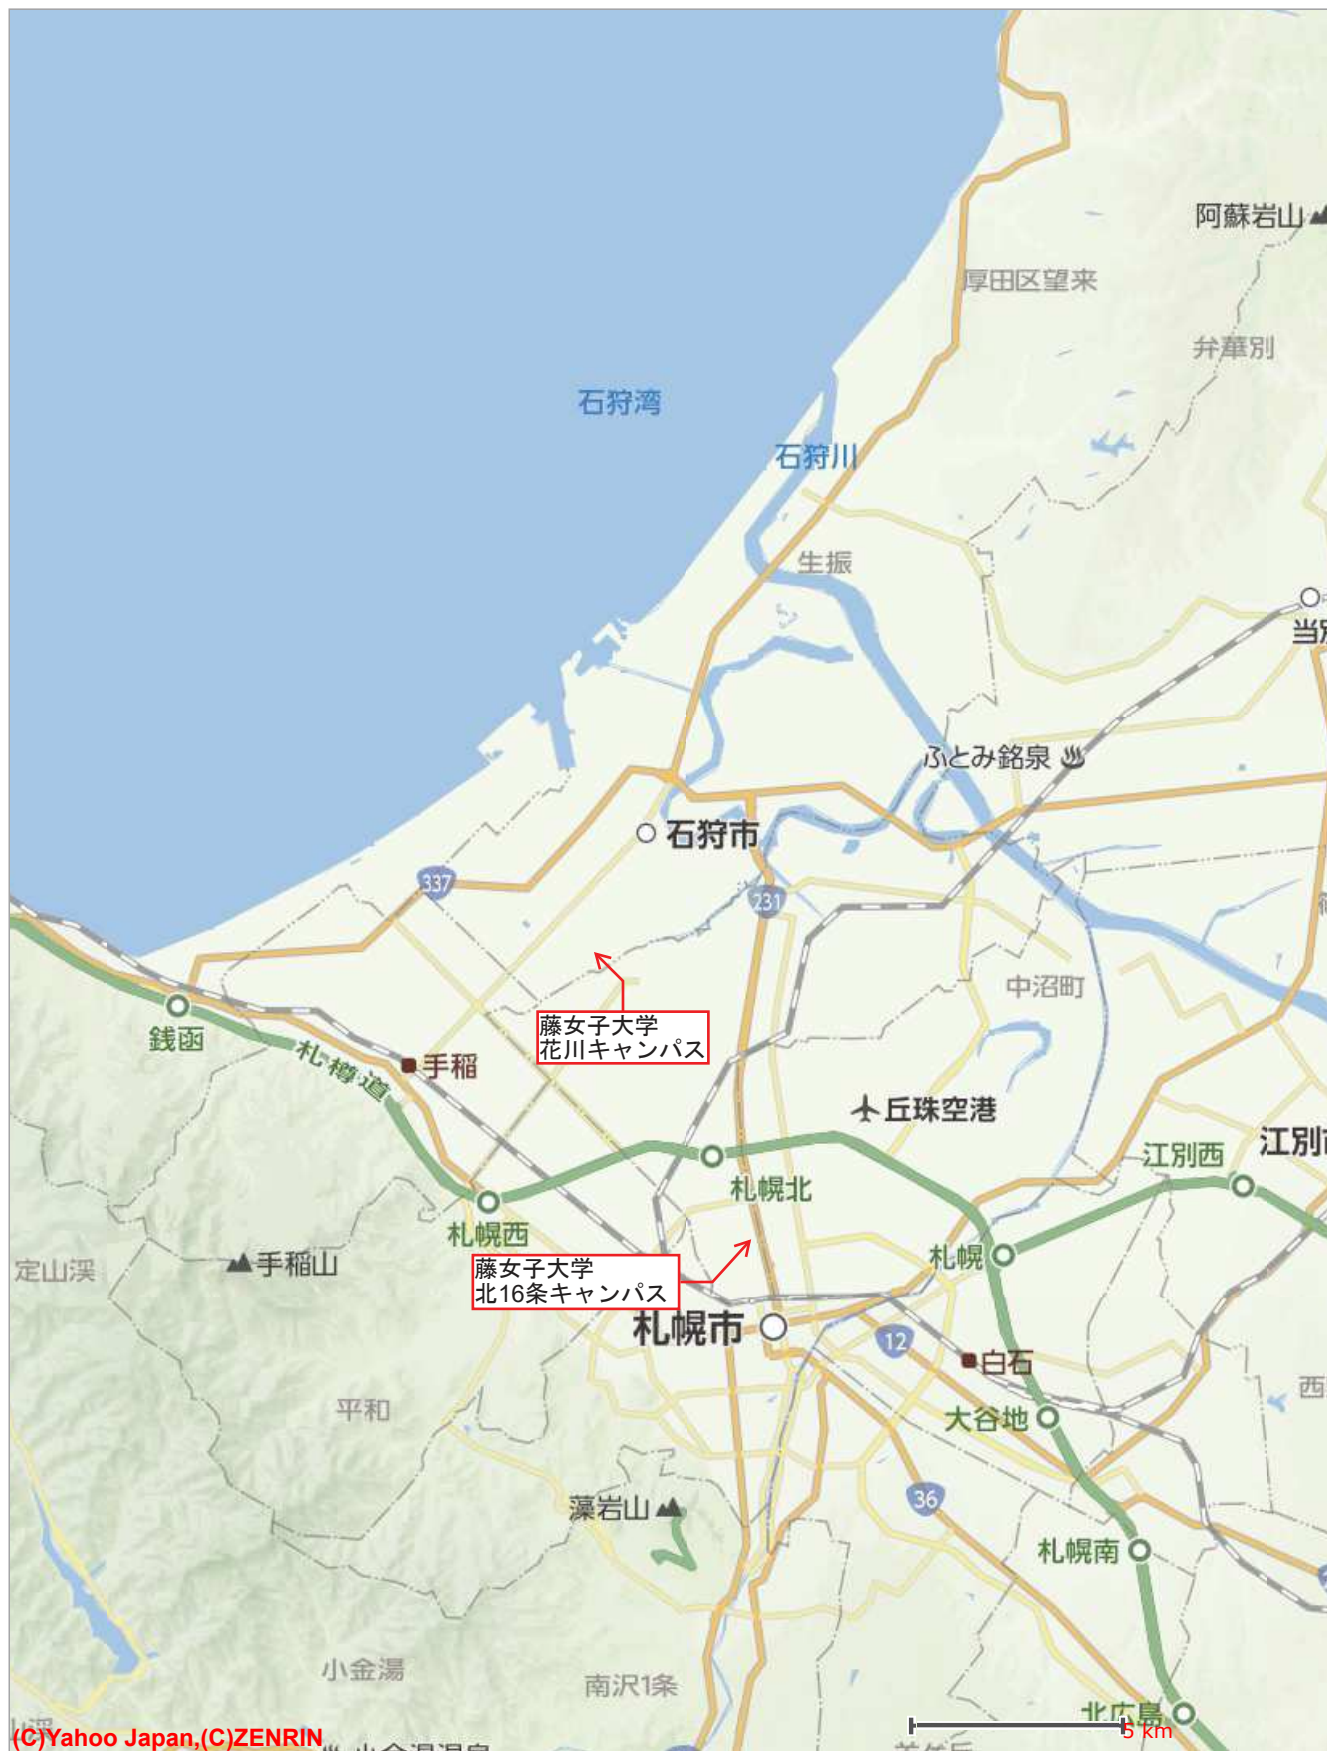 阿蘇岩山
厚田区望来
弁華別
石狩湾
石狩川
生振
ふとみ銘泉
石狩市
337
231
藤女子大学
花川キャンパス
中沼町
銭函
札樽道
手稲
丘珠空港
江別西
札幌北
札幌西
手稲山
定山渓
藤女子大学
北16条キャンパス
札幌
札幌市
12
白石
平和
大谷地
藻岩山
36
札幌南
小金湯
南沢1条
北広島
5 km
(C)Yahoo Japan,(C)ZENRIN